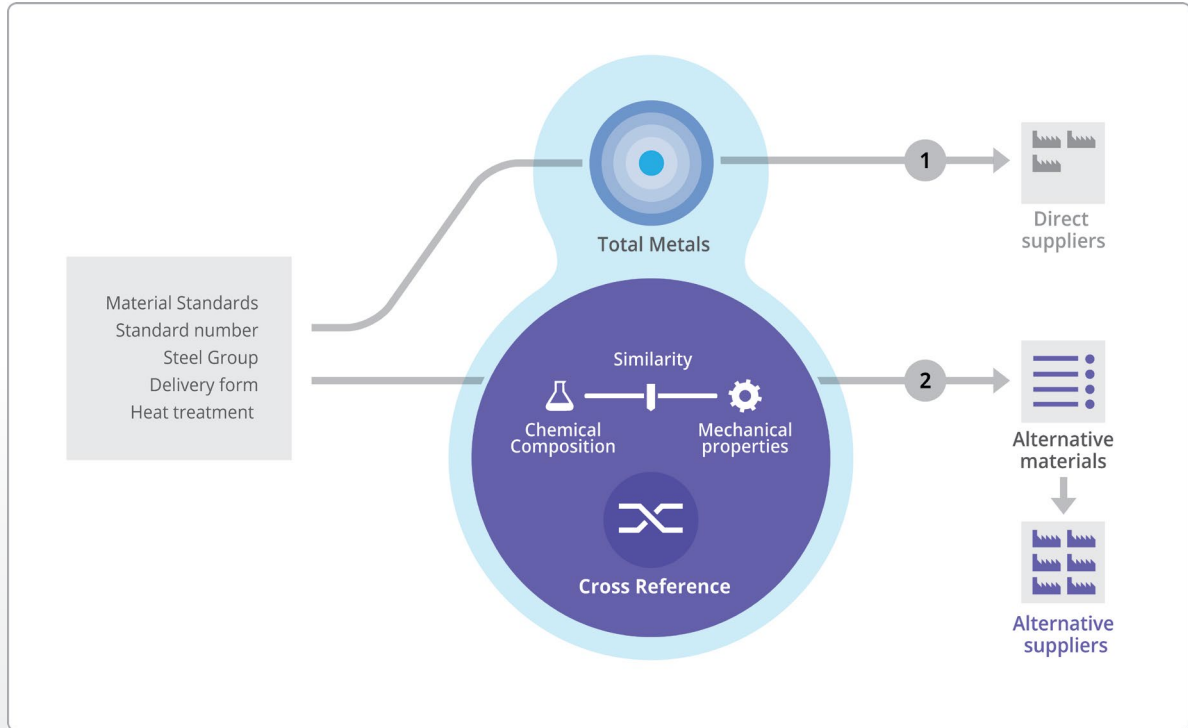 Material Standards
Standard number
Steel Group
Delivery form
Heat treatment
Total Metals
Similarity
Chemical
Composition
Mechanical
properties
Cross Reference
1
Direct
suppliers
2
Alternative
materials
Alternative
suppliers